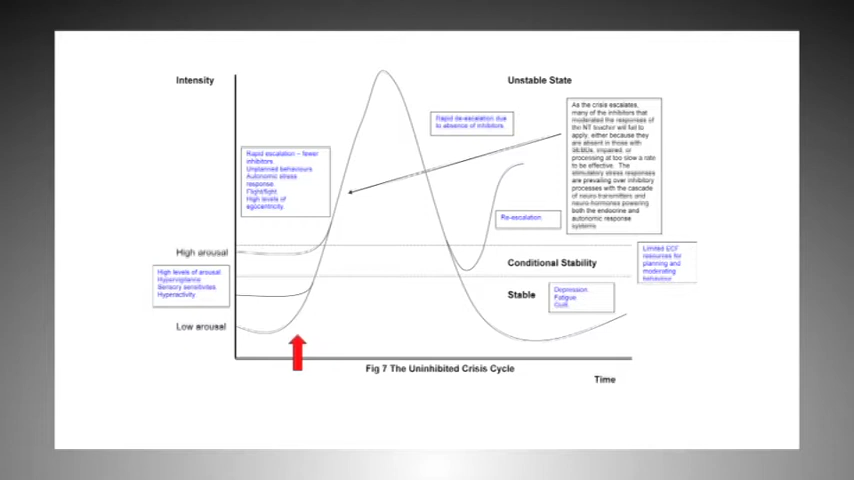 Intensity
Unstable State
Rapid de-escalation due
to absence of inhibitors.
As the crisis escalates,
many of the inhibitors that
moderated the responses of
the NT teacher will fail to
apply, either because they
are absent in those with
impaired, or
processing at too slow a rate
to be effective. The
stimulatory stress responses
are prevailing over inhibitory
processes with the cascade
of neuro-transmitters and
neuro-hormones powering
both the endocrine and
autonomic response
systems
Rapid escalation – fewer
inhibitors.
Unplanned behaviours
Autonomic stress
response.
Flight/fight.
High levels of
egocentricity.
Re-escalation.
High arousal
Conditional Stability
Limited ECF
resources for
planning and
moderating
behaviour.
High levels of arousal.
Hypervigilance
Sensory sensitivities.
Hyperactivity.
Stable
Depression.
Fatigue.
Guilt.
Low arousal
Fig 7 The Uninhibited Crisis Cycle
Time